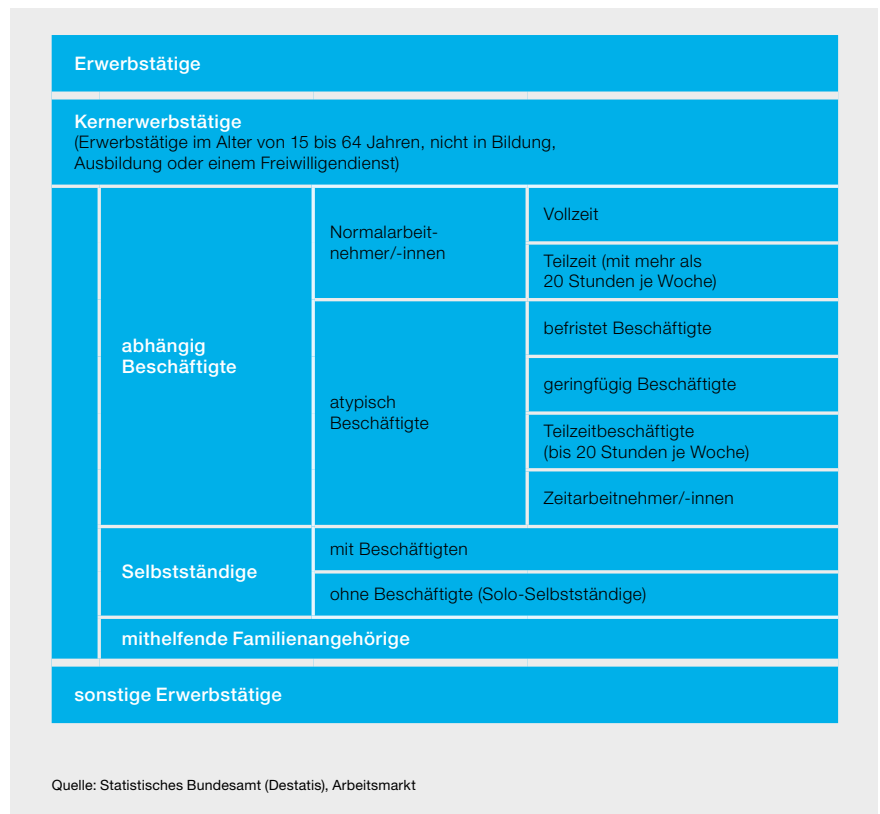 Erwerbstätige
Kernerwerbstätige
(Erwerbstätige im Alter von 15 bis 64 Jahren, nicht in Bildung,
Ausbildung oder einem Freiwilligendienst)
abhängig
Beschäftigte
Normalarbeit-
nehmer/-innen
Vollzeit
Teilzeit (mit mehr als
20 Stunden je Woche)
atypisch
Beschäftigte
befristet Beschäftigte
geringfügig Beschäftigte
Teilzeitbeschäftigte
(bis 20 Stunden je Woche)
Zeitarbeitnehmer/-innen
Selbstständige
mit Beschäftigten
ohne Beschäftigte (Solo-Selbstständige)
mithelfende Familienangehörige
sonstige Erwerbstätige
Quelle: Statistisches Bundesamt (Destatis), Arbeitsmarkt